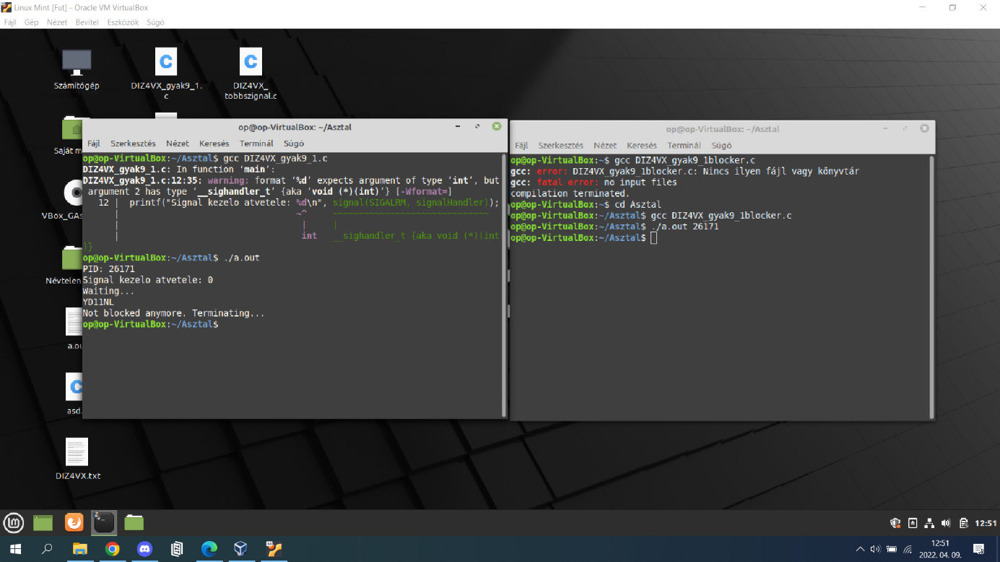 Linux Mint [Fut] - Oracle VM VirtualBox
Fájl Gép Nézet Bevitel Eszközök Súgó
Számítógép
DIZ4VX_gyak9_1.
c
DIZ4VX_
tobbszignal.c
Saját m
VBox_GAs
Névtelen
a.ou
asd.
DIZ4VX.txt
op@op-VirtualBox: ~/Asztal
Fájl Szerkesztés Nézet Keresés Terminál Súgó
op@op-VirtualBox:~/Asztal$ gcc DIZ4VX_gyak9_1.c
DIZ4VX_gyak9_1.c: In function ‘main’:
DIZ4VX_gyak9_1.c:12:35: warning: format ‘%d’ expects argument of type ‘int’, but
argument 2 has type ‘__sighandler_t’ {aka ‘void (*)(int)’} [-Wformat=]
12 | printf("Signal kezelo atvetele: %d\n", signal(SIGALRM, signalHandler));
| ~^ ~~~~~~~~~~~~~~~~~~~~~~~~~~~~~~
| | |
| int __sighandler_t {aka void (*)(int
)}
op@op-VirtualBox:~/Asztal$ ./a.out
PID: 26171
Signal kezelo atvetele: 0
Waiting...
YD11NL
Not blocked anymore. Terminating...
op@op-VirtualBox:~/Asztal$
op@op-VirtualBox: ~/Asztal
Fájl Szerkesztés Nézet Keresés Terminál Súgó
op@op-VirtualBox:~$ gcc DIZ4VX_gyak9_1blocker.c
gcc: error: DIZ4VX_gyak9_1blocker.c: Nincs ilyen fájl vagy könyvtár
gcc: fatal error: no input files
compilation terminated.
op@op-VirtualBox:~$ cd Asztal
op@op-VirtualBox:~/Asztal$ gcc DIZ4VX_gyak9_1blocker.c
op@op-VirtualBox:~/Asztal$ ./a.out 26171
op@op-VirtualBox:~/Asztal$
2
12:51
12:51
2022. 04. 09.